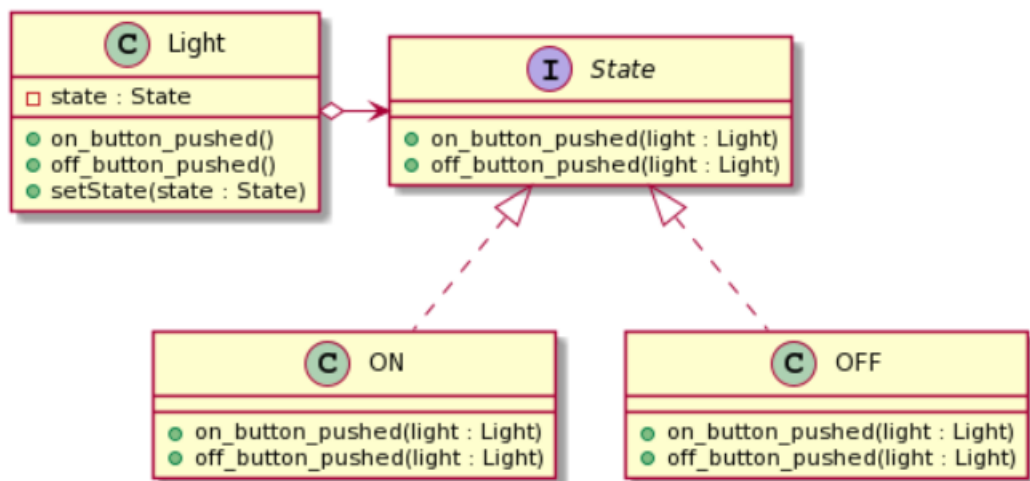 C Light
state : State
on_button_pushed()
off_button_pushed()
setState(state : State)
I State
on_button_pushed(light : Light)
off_button_pushed(light : Light)
C ON
on_button_pushed(light : Light)
off_button_pushed(light : Light)
C OFF
on_button_pushed(light : Light)
off_button_pushed(light : Light)